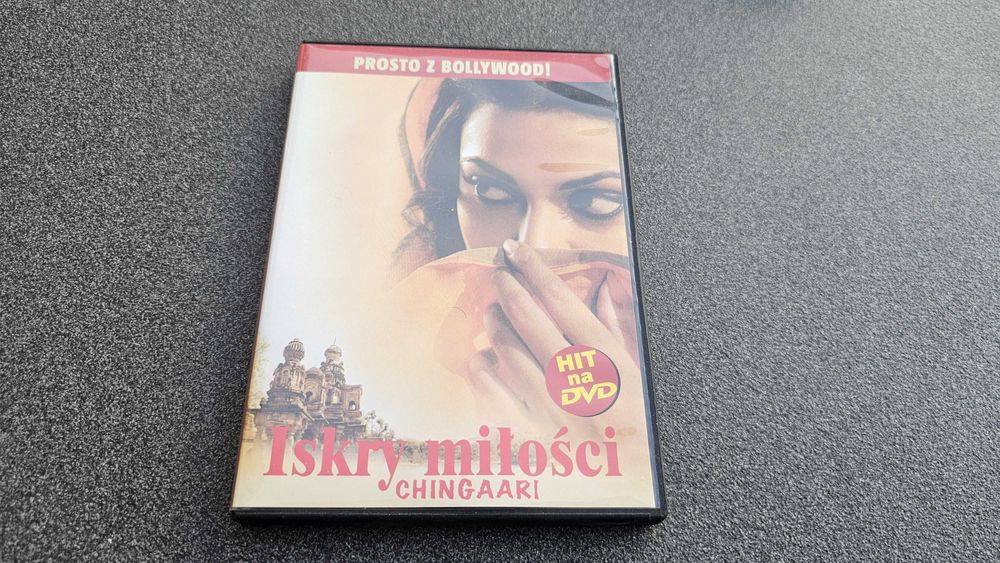 PROSTO Z BOLLYWOOD!
HIT
na
DVD
Iskry miłości
CHINGAARI